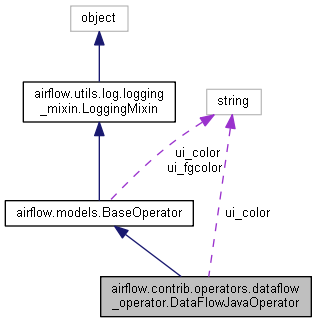 object
airflow.utils.log.logging
_mixin.LoggingMixin
string
ui_color
ui_fgcolor
airflow.models.BaseOperator
ui_color
airflow.contrib.operators.dataflow
_operator.DataFlowJavaOperator